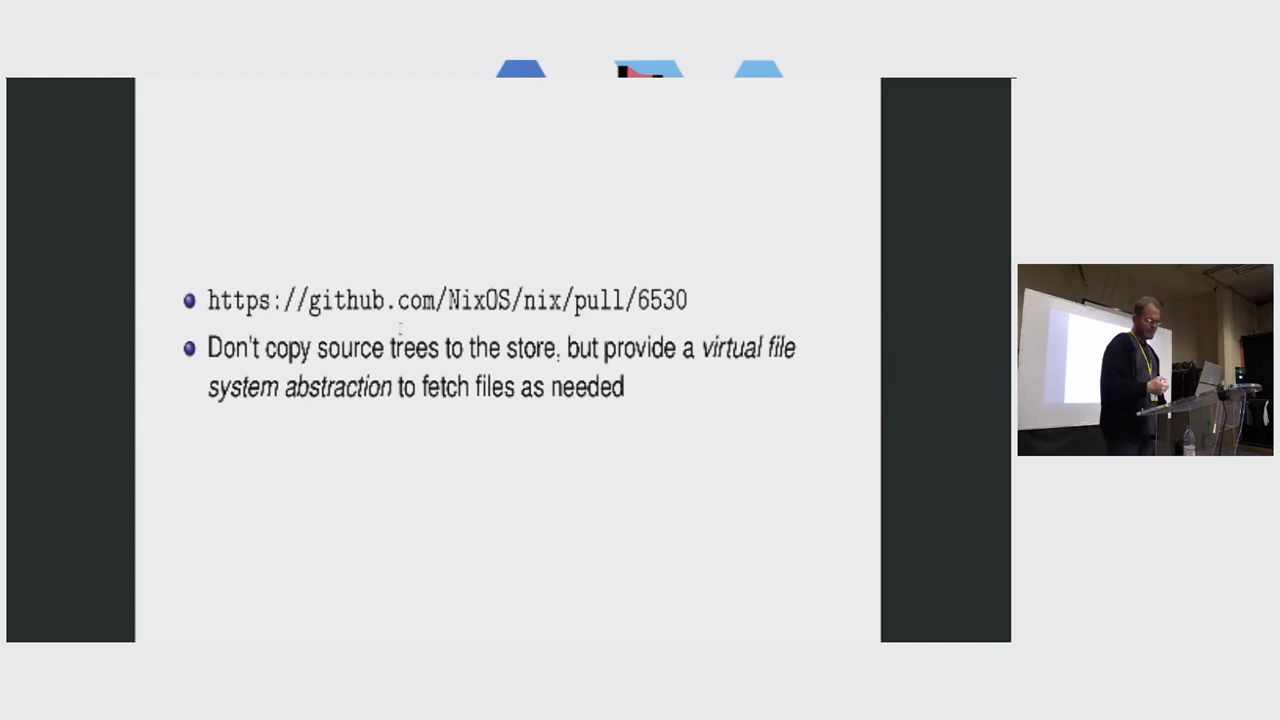 https://github.com/NixOS/nix/pull/6530
Don't copy source trees to the store, but provide a virtual file
system abstraction to fetch files as needed